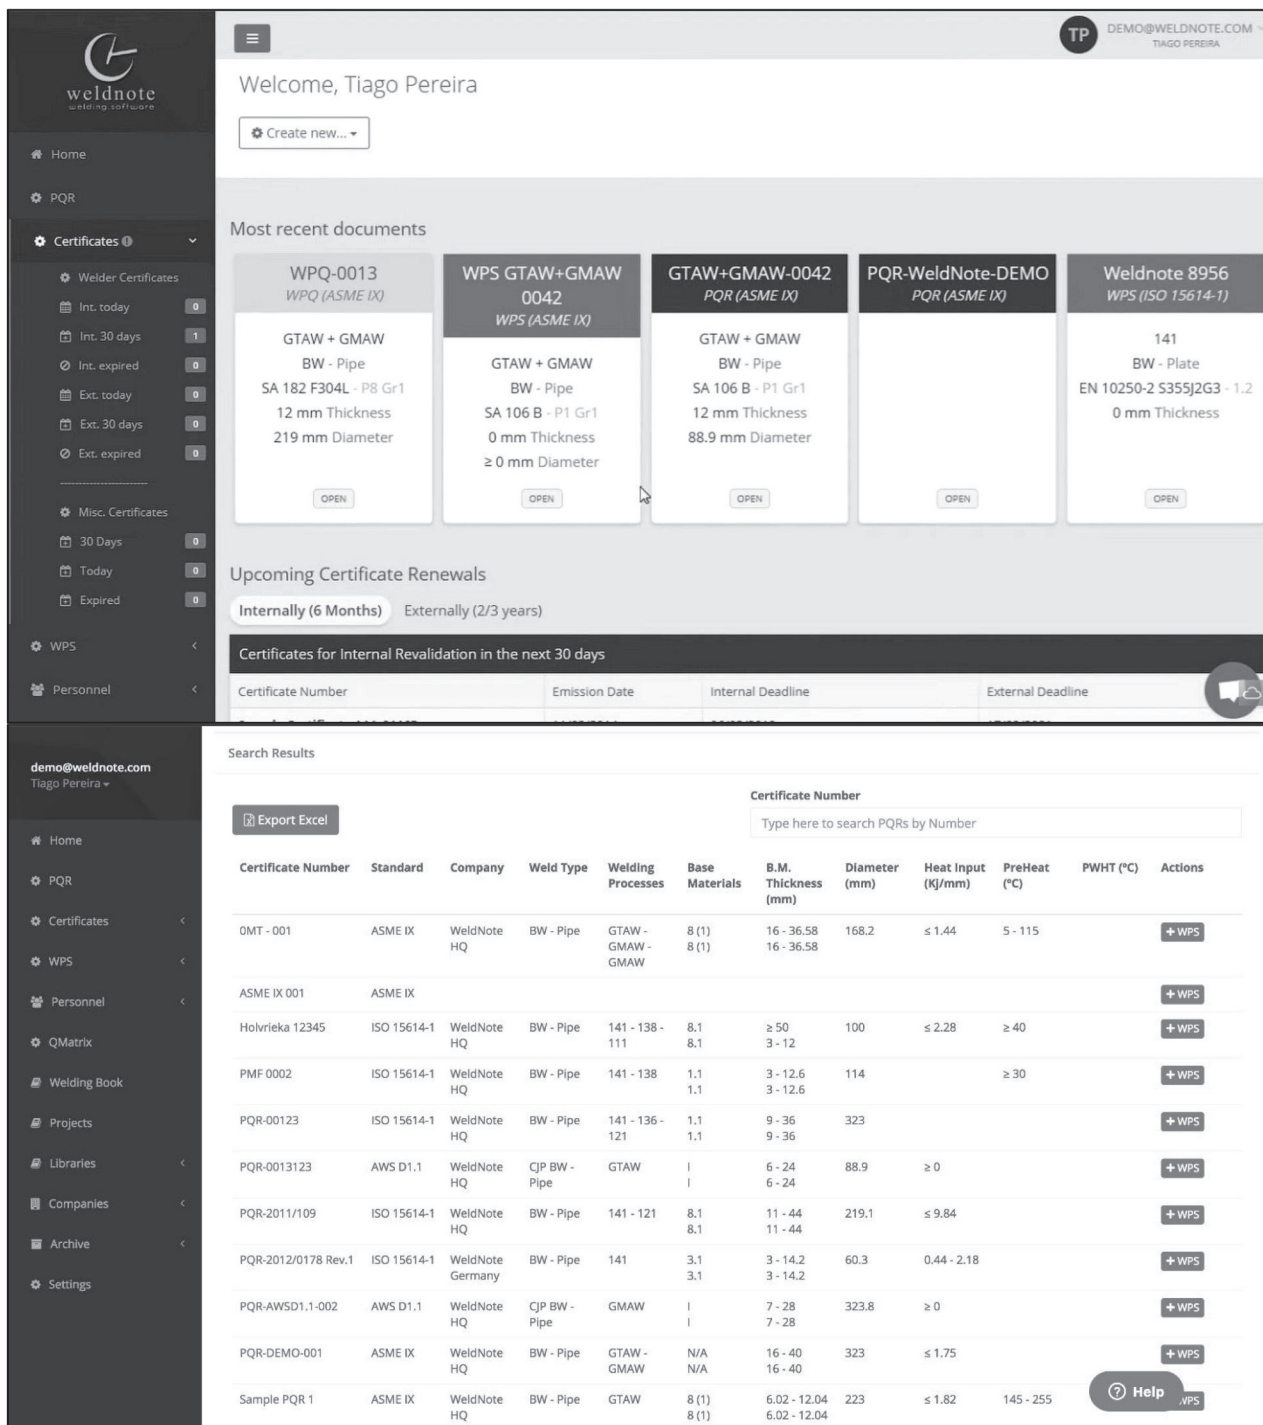 weldnote
welding.software
Home
PQR
Certificates
Welder Certificates
Int. today 0
Int. 30 days 1
Int. expired 0
Ext. today 0
Ext. 30 days 0
Ext. expired 0
------------------------
Misc. Certificates
30 Days 0
Today 0
Expired 0
WPS
Personnel
TP DEMO@WELDNOTE.COM
TIAGO PEREIRA
Welcome, Tiago Pereira
Create new...
Most recent documents
WPQ-0013
WPQ (ASME IX)
GTAW + GMAW
BW - Pipe
SA 182 F304L - P8 Gr1
12 mm Thickness
219 mm Diameter
OPEN
WPS GTAW+GMAW
0042
WPS (ASME IX)
GTAW + GMAW
BW - Pipe
SA 106 B - P1 Gr1
0 mm Thickness
≥ 0 mm Diameter
OPEN
GTAW+GMAW-0042
PQR (ASME IX)
GTAW + GMAW
BW - Pipe
SA 106 B - P1 Gr1
12 mm Thickness
88.9 mm Diameter
OPEN
PQR-WeldNote-DEMO
PQR (ASME IX)
OPEN
Weldnote 8956
WPS (ISO 15614-1)
141
BW - Plate
EN 10250-2 S355J2G3 - 1.2
0 mm Thickness
OPEN
Upcoming Certificate Renewals
Internally (6 Months) Externally (2/3 years)
Certificates for Internal Revalidation in the next 30 days
Certificate Number Emission Date Internal Deadline External Deadline
demo@weldnote.com
Tiago Pereira
Home
PQR
Certificates
WPS
Personnel
QMatrix
Welding Book
Projects
Libraries
Companies
Archive
Settings
Search Results
Certificate Number
Export Excel
Type here to search PQRs by Number
Certificate Number Standard Company Weld Type Welding Base B.M. Diameter Heat Input PreHeat PWHT (ºC) Actions
Processes Materials Thickness (mm) (KJ/mm) (ºC)
(mm)
0MT - 001 ASME IX WeldNote BW - Pipe GTAW - 8 (1) 16 - 36.58 168.2 ≤ 1.44 5 - 115 + WPS
HQ GMAW - 8 (1) 16 - 36.58
GMAW
ASME IX 001 ASME IX + WPS
Holvrieka 12345 ISO 15614-1 WeldNote BW - Pipe 141 - 138 - 8.1 ≥ 50 100 ≤ 2.28 ≥ 40 + WPS
HQ 111 8.1 3 - 12
PMF 0002 ISO 15614-1 WeldNote BW - Pipe 141 - 138 1.1 3 - 12.6 114 ≥ 30 + WPS
HQ 1.1 3 - 12.6
PQR-00123 ISO 15614-1 WeldNote BW - Pipe 141 - 136 - 1.1 9 - 36 323 + WPS
HQ 121 1.1 9 - 36
PQR-0013123 AWS D1.1 WeldNote CJP BW - GTAW I 6 - 24 88.9 ≥ 0 + WPS
HQ Pipe I 6 - 24
PQR-2011/109 ISO 15614-1 WeldNote BW - Pipe 141 - 121 8.1 11 - 44 219.1 ≤ 9.84 + WPS
HQ 8.1 11 - 44
PQR-2012/0178 Rev.1 ISO 15614-1 WeldNote BW - Pipe 141 3.1 3 - 14.2 60.3 0.44 - 2.18 + WPS
Germany 3.1 3 - 14.2
PQR-AWSD1.1-002 AWS D1.1 WeldNote CJP BW - GMAW I 7 - 28 323.8 ≥ 0 + WPS
HQ Pipe I 7 - 28
PQR-DEMO-001 ASME IX WeldNote BW - Pipe GTAW - N/A 16 - 40 323 ≤ 1.75 + WPS
HQ GMAW N/A 16 - 40
Sample PQR 1 ASME IX WeldNote BW - Pipe GTAW 8 (1) 6.02 - 12.04 223 ≤ 1.82 145 - 255
HQ 8 (1) 6.02 - 12.04
Help